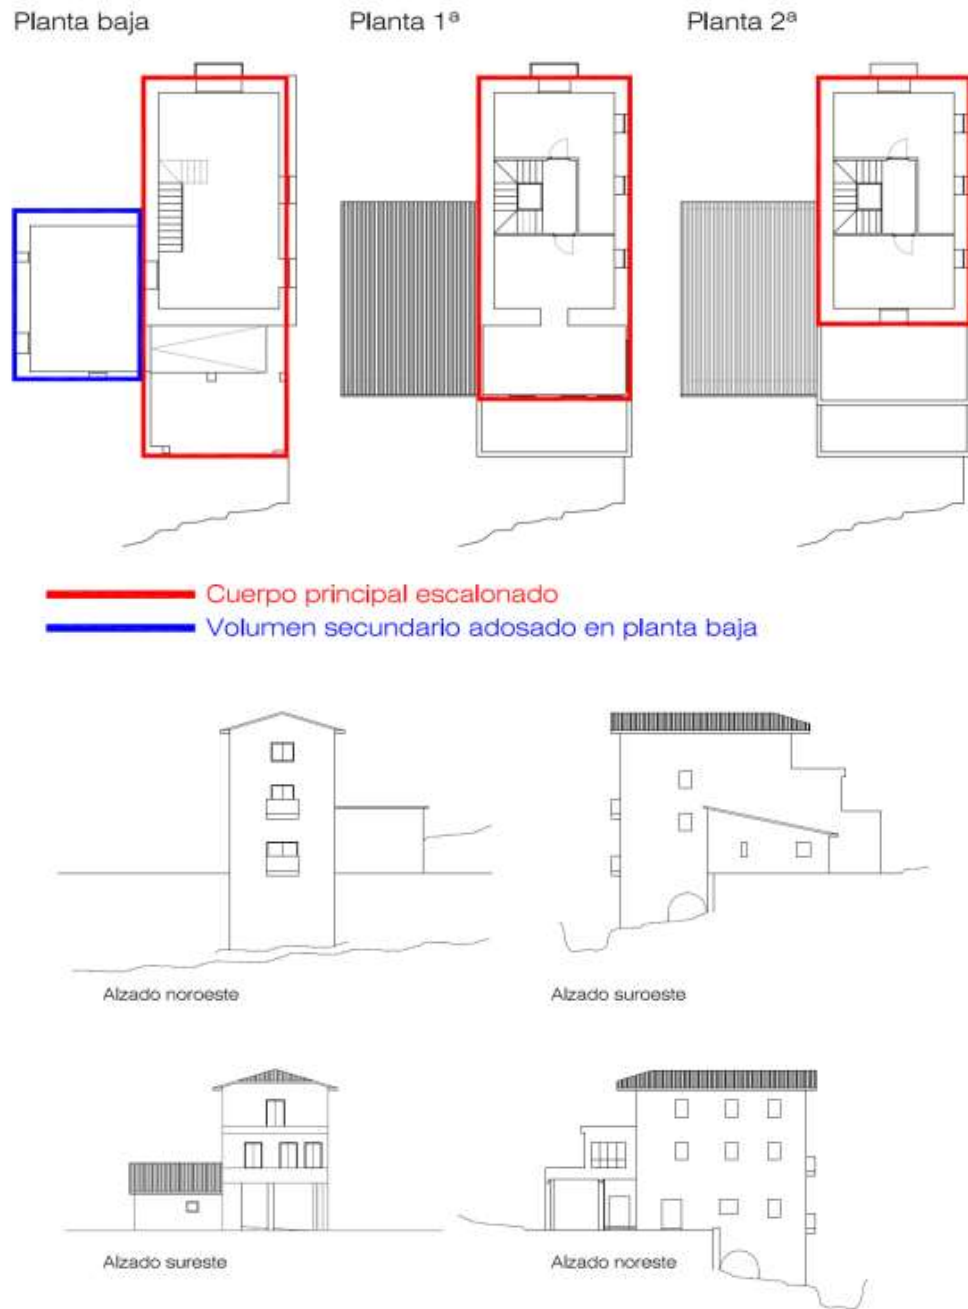 Planta baja
Planta 1ª
Planta 2ª
Cuerpo principal escalonado
Volumen secundario adosado en planta baja
Alzado noroeste
Alzado suroeste
Alzado sureste
Alzado noreste